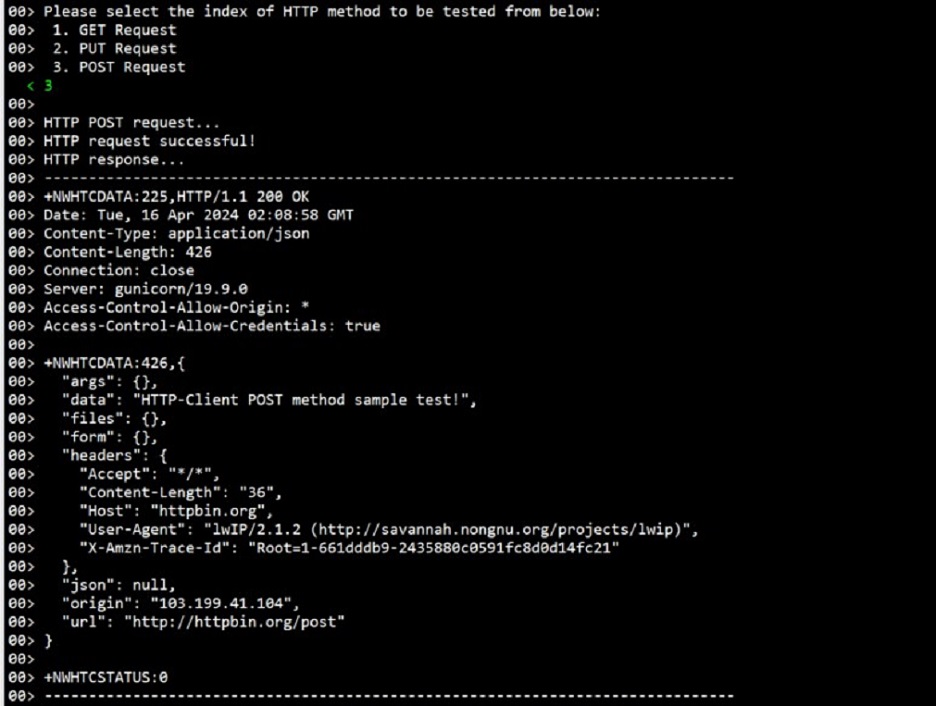 00> Please select the index of HTTP method to be tested from below:
00>  1. GET Request
00>  2. PUT Request
00>  3. POST Request
< 3
00>
00> HTTP POST request...
00> HTTP request successful!
00> HTTP response...
00> -----------------------------------------------------------------------------
00> +NWHTCDATA:225,HTTP/1.1 200 OK
00> Date: Tue, 16 Apr 2024 02:08:58 GMT
00> Content-Type: application/json
00> Content-Length: 426
00> Connection: close
00> Server: gunicorn/19.9.0
00> Access-Control-Allow-Origin: *
00> Access-Control-Allow-Credentials: true
00>
00> +NWHTCDATA:426,{
00>   "args": {},
00>   "data": "HTTP-Client POST method sample test!",
00>   "files": {},
00>   "form": {},
00>   "headers": {
00>     "Accept": "*/*",
00>     "Content-Length": "36",
00>     "Host": "httpbin.org",
00>     "User-Agent": "lwIP/2.1.2 (http://savannah.nongnu.org/projects/lwip)",
00>     "X-Amzn-Trace-Id": "Root=1-661dddb9-2435880c0591fc8d0d14fc21"
00>   },
00>   "json": null,
00>   "origin": "103.199.41.104",
00>   "url": "http://httpbin.org/post"
00> }
00>
00> +NWHTCSTATUS:0
00> -----------------------------------------------------------------------------